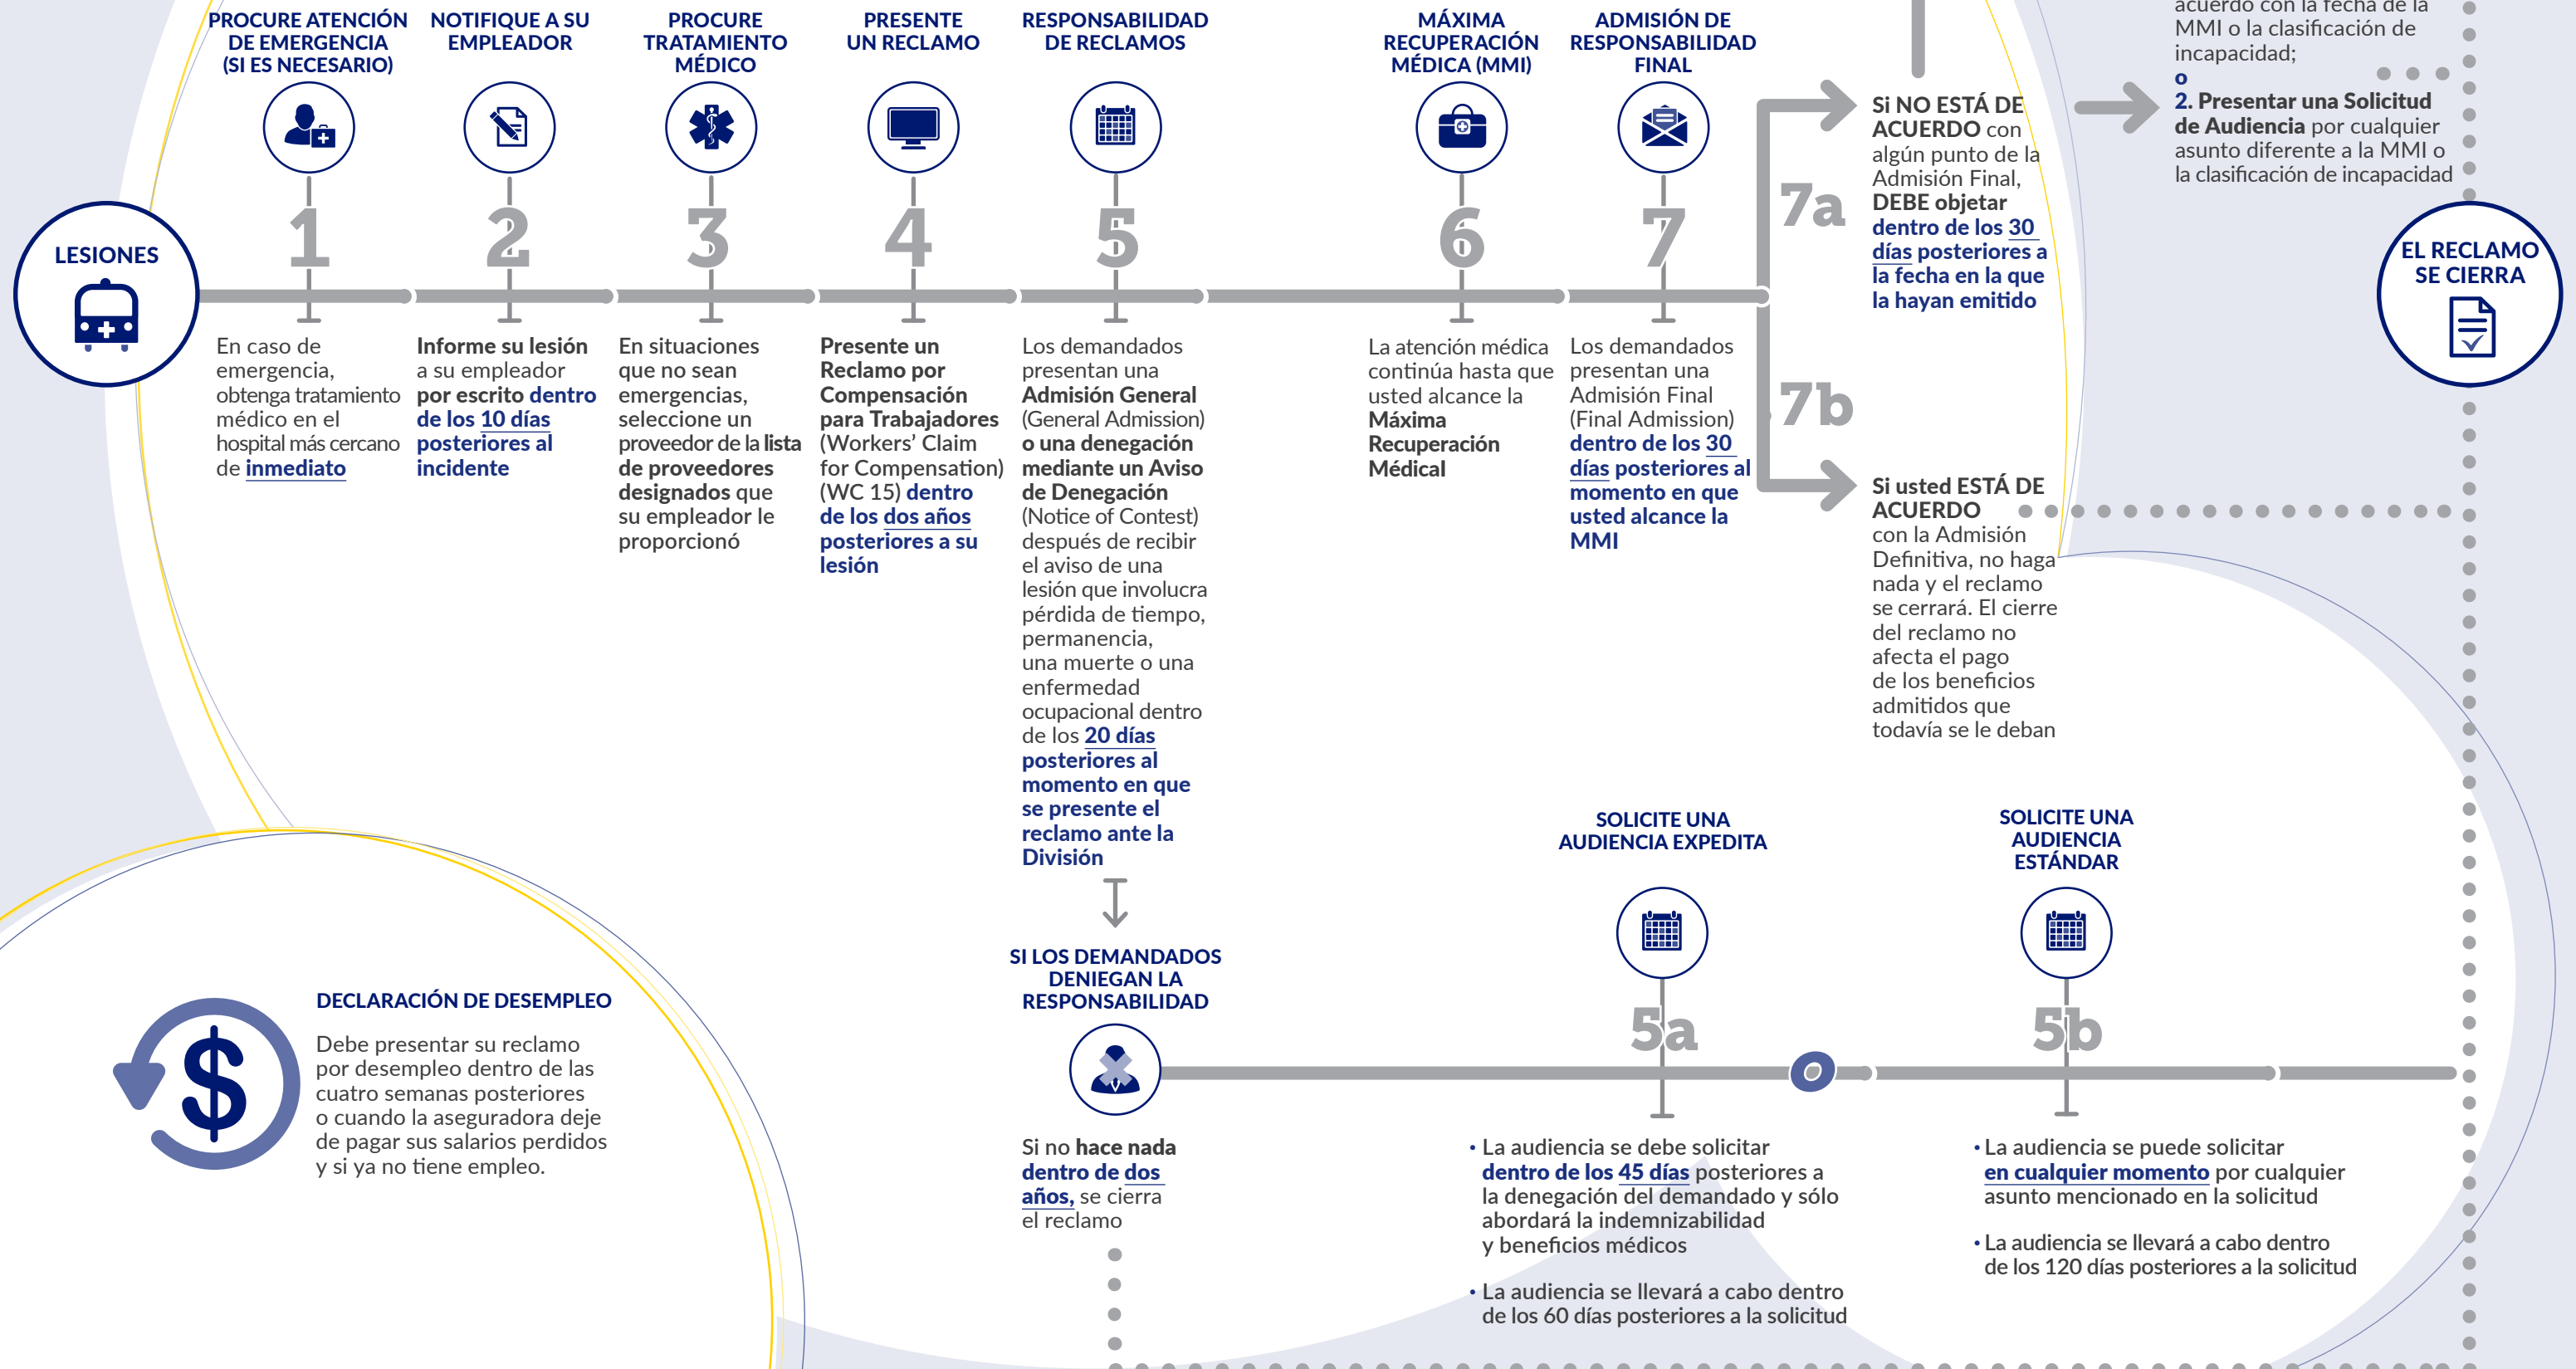 PROCURE ATENCIÓN
DE EMERGENCIA
(SI ES NECESARIO)
NOTIFIQUE A SU
EMPLEADOR
PROCURE
TRATAMIENTO
MÉDICO
PRESENTE
UN RECLAMO
RESPONSABILIDAD
DE RECLAMOS
MÁXIMA
RECUPERACIÓN
MÉDICA (MMI)
ADMISIÓN DE
RESPONSABILIDAD
FINAL
LESIONES
1
En caso de
emergencia,
obtenga tratamiento
médico en el
hospital más cercano
de inmediato
2
Informe su lesión
a su empleador
por escrito dentro
de los 10 días
posteriores al
incidente
3
En situaciones
que no sean
emergencias,
seleccione un
proveedor de la lista
de proveedores
designados que
su empleador le
proporcionó
4
Presente un
Reclamo por
Compensación
para Trabajadores
(Workers’ Claim
for Compensation)
(WC 15) dentro
de los dos años
posteriores a su
lesión
5
Los demandados
presentan una
Admisión General
(General Admission)
o una denegación
mediante un Aviso
de Denegación
(Notice of Contest)
después de recibir
el aviso de una
lesión que involucra
pérdida de tiempo,
permanencia,
una muerte o una
enfermedad
ocupacional dentro
de los 20 días
posteriores al
momento en que
se presente el
reclamo ante la
División
6
La atención médica
continúa hasta que
usted alcance la
Máxima
Recuperación
Médical
7
Los demandados
presentan una
Admisión Final
(Final Admission)
dentro de los 30
días posteriores al
momento en que
usted alcance la
MMI
7a
Si NO ESTÁ DE
ACUERDO con
algún punto de la
Admisión Final,
DEBE objetar
dentro de los 30
días posteriores a
la fecha en la que
la hayan emitido
acuerdo con la fecha de la
MMI o la clasificación de
incapacidad;
o
2. Presentar una Solicitud
de Audiencia por cualquier
asunto diferente a la MMI o
la clasificación de incapacidad
7b
Si usted ESTÁ DE
ACUERDO
con la Admisión
Definitiva, no haga
nada y el reclamo
se cerrará. El cierre
del reclamo no
afecta el pago
de los beneficios
admitidos que
todavía se le deban
EL RECLAMO
SE CIERRA
SI LOS DEMANDADOS
DENIEGAN LA
RESPONSABILIDAD
Si no hace nada
dentro de dos
años, se cierra
el reclamo
SOLICITE UNA
AUDIENCIA EXPEDITA
5a
• La audiencia se debe solicitar
dentro de los 45 días posteriores a
la denegación del demandado y sólo
abordará la indemnizabilidad
y beneficios médicos
• La audiencia se llevará a cabo dentro
de los 60 días posteriores a la solicitud
o
SOLICITE UNA
AUDIENCIA
ESTÁNDAR
5b
• La audiencia se puede solicitar
en cualquier momento por cualquier
asunto mencionado en la solicitud
• La audiencia se llevará a cabo dentro
de los 120 días posteriores a la solicitud
DECLARACIÓN DE DESEMPLEO
$
Debe presentar su reclamo
por desempleo dentro de las
cuatro semanas posteriores
o cuando la aseguradora deje
de pagar sus salarios perdidos
y si ya no tiene empleo.